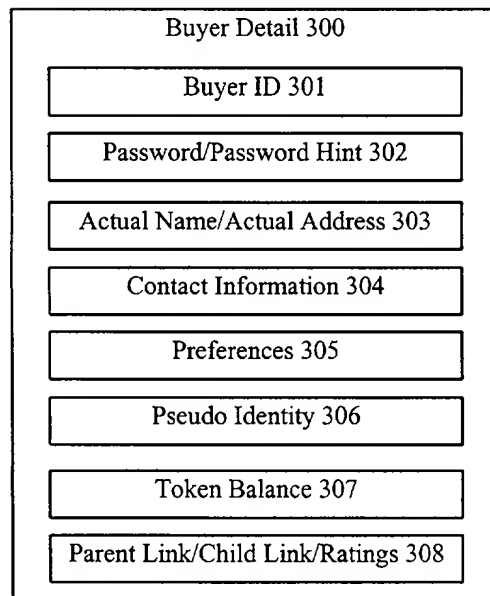 Buyer Detail 300
Buyer ID 301
Password/Password Hint 302
Actual Name/Actual Address 303
Contact Information 304
Preferences 305
Pseudo Identity 306
Token Balance 307
Parent Link/Child Link/Ratings 308